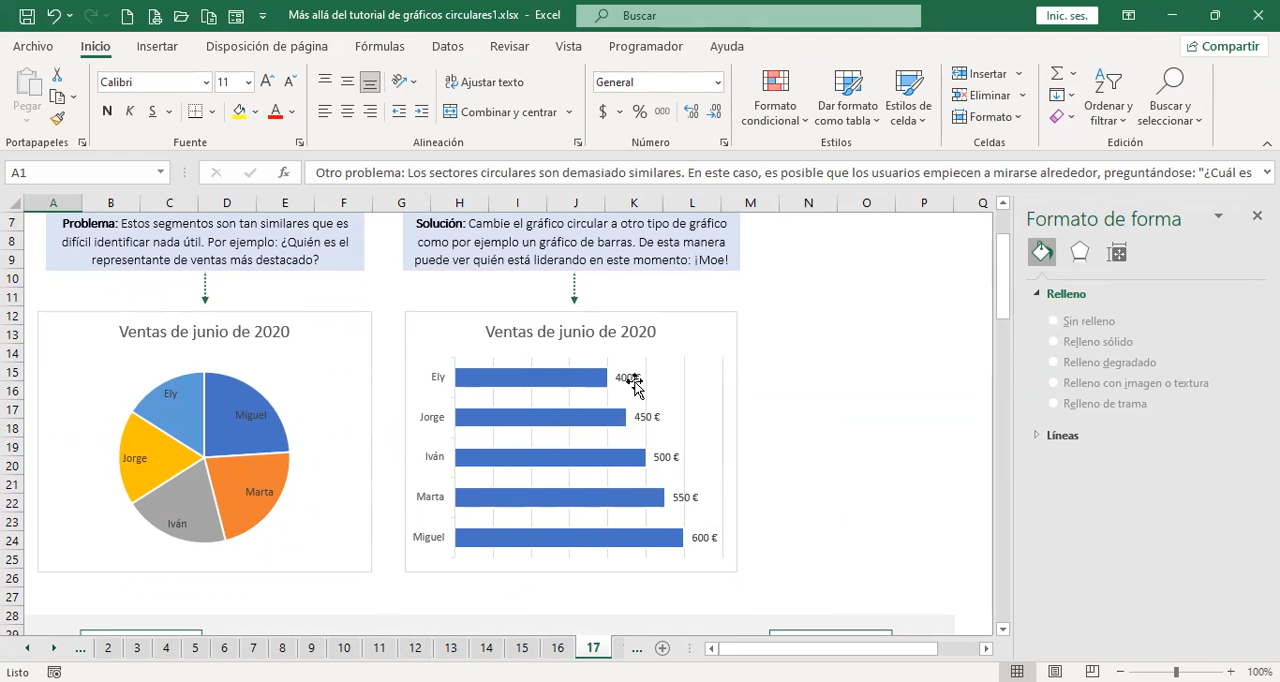 Más allá del tutorial de gráficos circulares1.xlsx - Excel
Buscar
Inic. ses.
Archivo Inicio Insertar Disposición de página Fórmulas Datos Revisar Vista Programador Ayuda
Compartir
Pegar
Portapapeles
Calibri 11
N K S
Fuente
Ajustar texto
Combinar y centrar
Alineación
General
$ % 000
Número
Formato condicional
Dar formato como tabla
Estilos de celda
Estilos
Insertar
Eliminar
Formato
Celdas
Ordenar y filtrar
Buscar y seleccionar
Edición
A1
Otro problema: Los sectores circulares son demasiado similares. En este caso, es posible que los usuarios empiecen a mirarse alrededor, preguntándose: "¿Cuál es
A B C D E F G H I J K L M N O P Q
7
8
9
10
11
12
13
14
15
16
17
18
19
20
21
22
23
24
25
26
27
28
29
Problema: Estos segmentos son tan similares que es
difícil identificar nada útil. Por ejemplo: ¿Quién es el
representante de ventas más destacado?
Solución: Cambie el gráfico circular a otro tipo de gráfico
como por ejemplo un gráfico de barras. De esta manera
puede ver quién está liderando en este momento: ¡Moe!
Ventas de junio de 2020
Ely
Miguel
Jorge
Marta
Iván
Ventas de junio de 2020
Ely 400 €
Jorge 450 €
Iván 500 €
Marta 550 €
Miguel 600 €
Formato de forma
Relleno
Sin relleno
Relleno sólido
Relleno degradado
Relleno con imagen o textura
Relleno de trama
Líneas
... 2 3 4 5 6 7 8 9 10 11 12 13 14 15 16 17 ...
Listo
100%